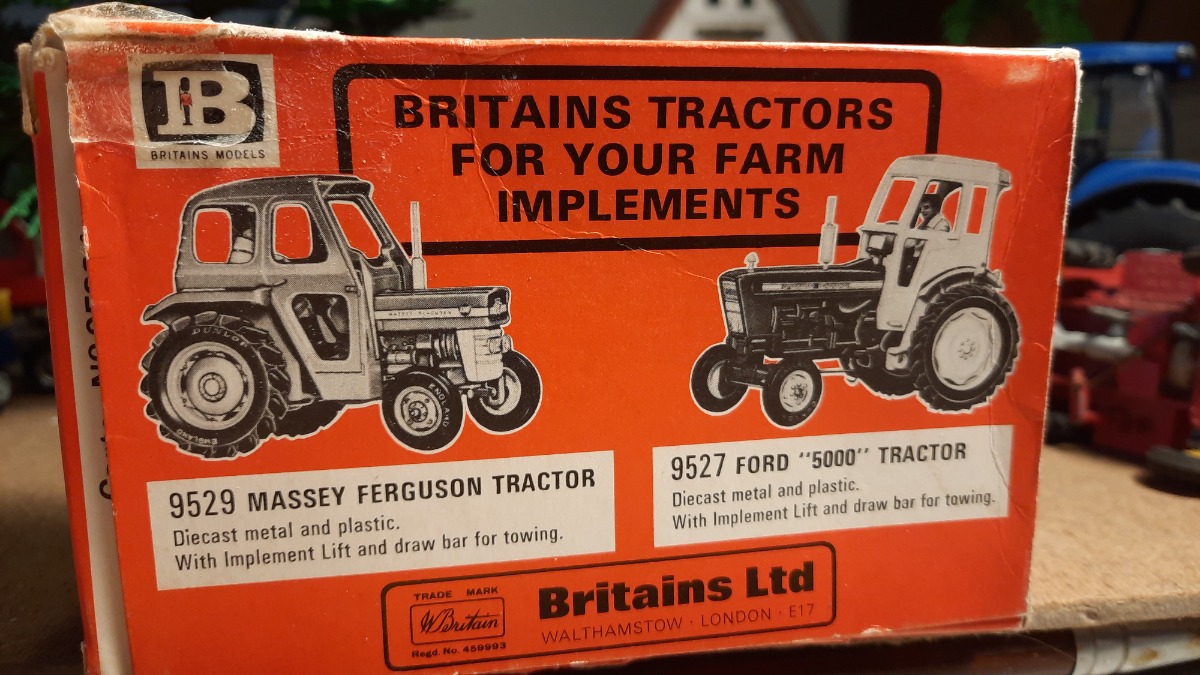 B
BRITAINS MODELS
BRITAINS TRACTORS
FOR YOUR FARM
IMPLEMENTS
DUNLOP
ENGLAND
MASSEY FERGUSON
ENGLAND
9529 MASSEY FERGUSON TRACTOR
Diecast metal and plastic.
With Implement Lift and draw bar for towing.
9527 FORD "5000" TRACTOR
Diecast metal and plastic.
With Implement Lift and draw bar for towing.
TRADE MARK
WBritain
Regd. No. 459993
Britains Ltd
WALTHAMSTOW · LONDON · E17